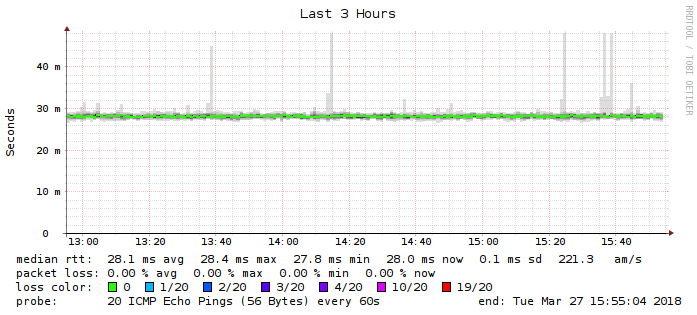 Last 3 Hours
RRDTOOL / TOBI OETIKER
Seconds
40 m
30 m
20 m
10 m
0
13:00 13:20 13:40 14:00 14:20 14:40 15:00 15:20 15:40
median rtt: 28.1 ms avg 28.4 ms max 27.8 ms min 28.0 ms now 0.1 ms sd 221.3 am/s
packet loss: 0.00 % avg 0.00 % max 0.00 % min 0.00 % now
loss color: 0 1/20 2/20 3/20 4/20 10/20 19/20
probe: 20 ICMP Echo Pings (56 Bytes) every 60s end: Tue Mar 27 15:55:04 2018